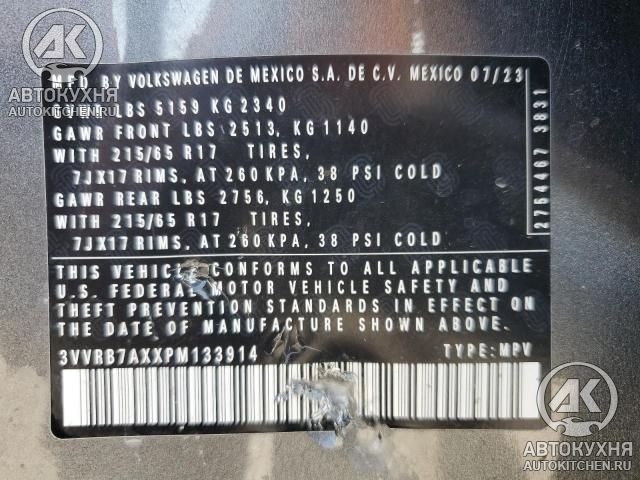 MFD. BY VOLKSWAGEN DE MEXICO S.A. DE C.V. MEXICO 07/23
LBS 5159 KG 2340
GAWR FRONT LBS 2513, KG 1140
WITH 215/65 R17 TIRES,
7JX17 RIMS, AT 260 KPA, 38 PSI COLD
GAWR REAR LBS 2756, KG 1250
WITH 215/65 R17 TIRES,
7JX17 RIMS, AT 260 KPA, 38 PSI COLD
2764467 3831
THIS VEHICLE CONFORMS TO ALL APPLICABLE
U.S. FEDERAL MOTOR VEHICLE SAFETY AND
THEFT PREVENTION STANDARDS IN EFFECT ON
THE DATE OF MANUFACTURE SHOWN ABOVE.
3VVRB7AXXPM133914 TYPE: MPV
АК
АВТОКУХНЯ
AUTOKITCHEN.RU
АК
АВТОКУХНЯ
AUTOKITCHEN.RU